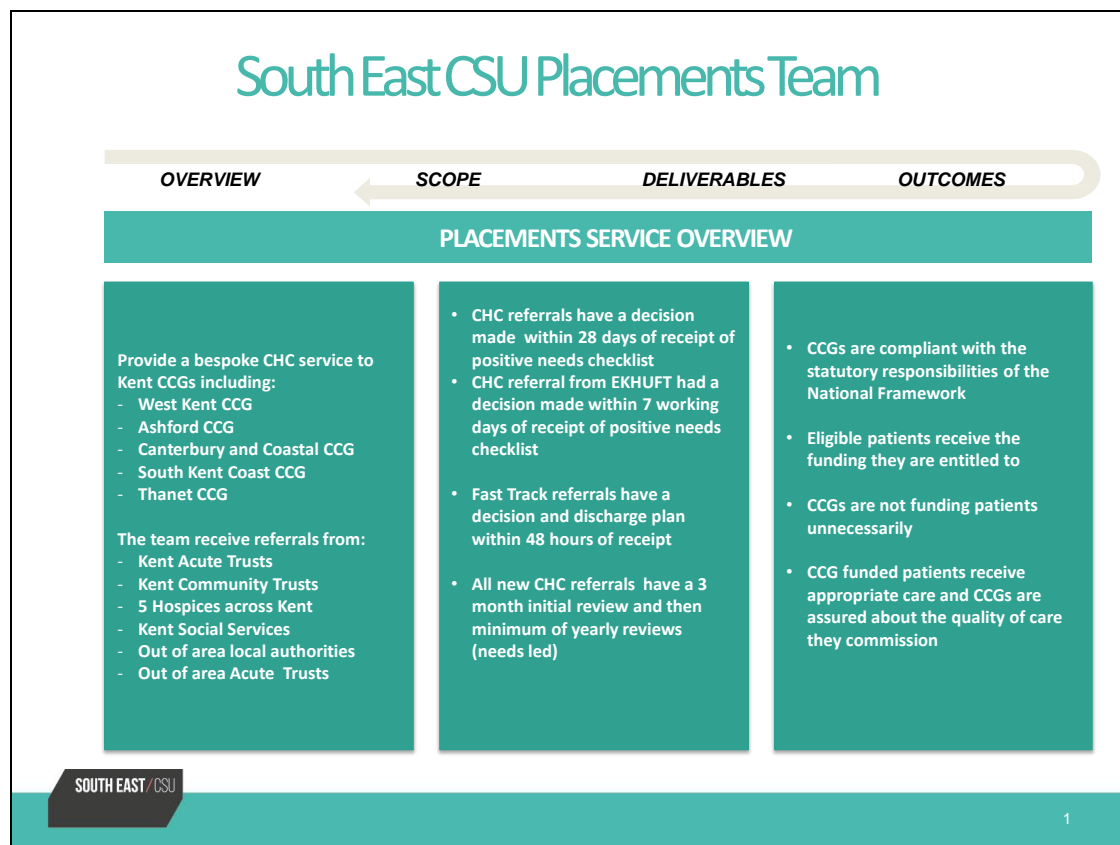 South East CSU Placements Team
OVERVIEW SCOPE DELIVERABLES OUTCOMES
PLACEMENTS SERVICE OVERVIEW
Provide a bespoke CHC service to
Kent CCGs including:
- West Kent CCG
- Ashford CCG
- Canterbury and Coastal CCG
- South Kent Coast CCG
- Thanet CCG
The team receive referrals from:
- Kent Acute Trusts
- Kent Community Trusts
- 5 Hospices across Kent
- Kent Social Services
- Out of area local authorities
- Out of area Acute Trusts
• CHC referrals have a decision
made within 28 days of receipt of
positive needs checklist
• CHC referral from EKHUFT had a
decision made within 7 working
days of receipt of positive needs
checklist
• Fast Track referrals have a
decision and discharge plan
within 48 hours of receipt
• All new CHC referrals have a 3
month initial review and then
minimum of yearly reviews
(needs led)
• CCGs are compliant with the
statutory responsibilities of the
National Framework
• Eligible patients receive the
funding they are entitled to
• CCGs are not funding patients
unnecessarily
• CCG funded patients receive
appropriate care and CCGs are
assured about the quality of care
they commission
SOUTH EAST/CSU
1